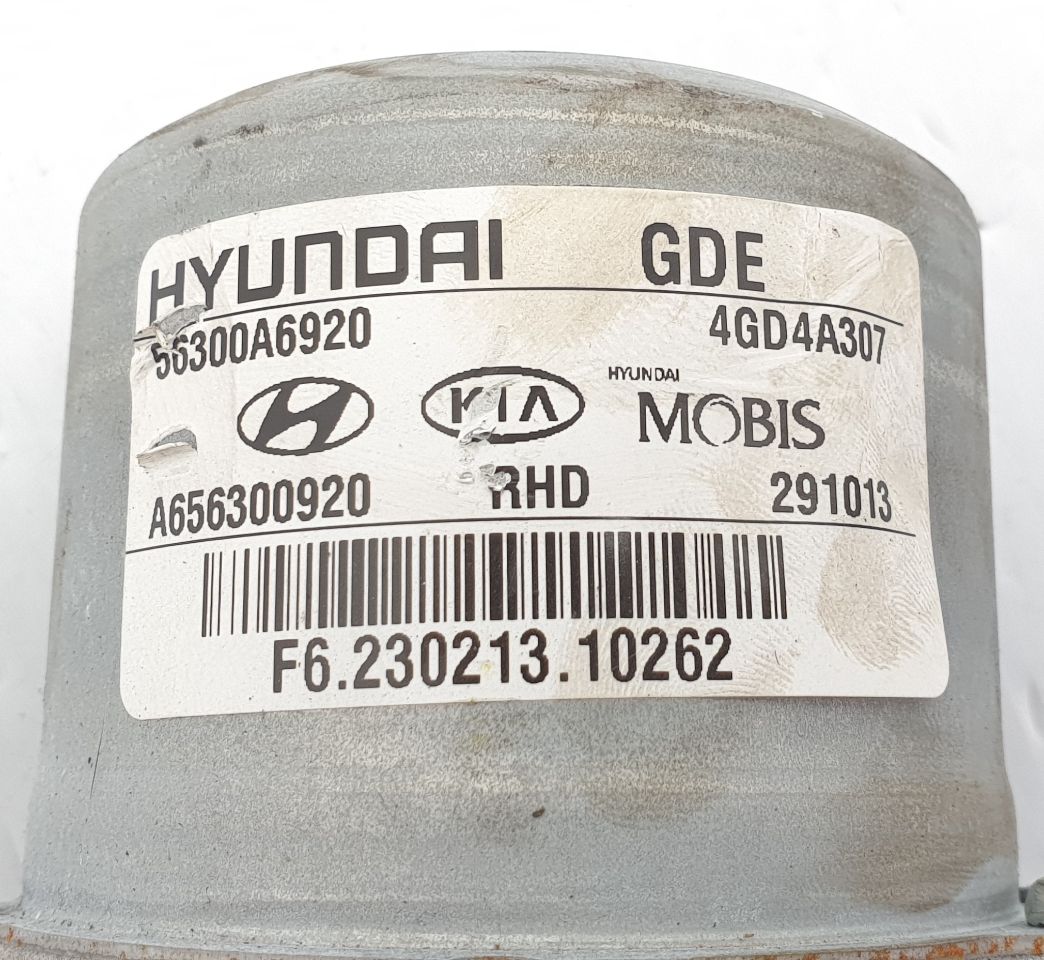 HYUNDAI GDE
56300A6920 4GD4A307
KIA HYUNDAI
MOBIS
A656300920 RHD 291013
F6.230213.10262